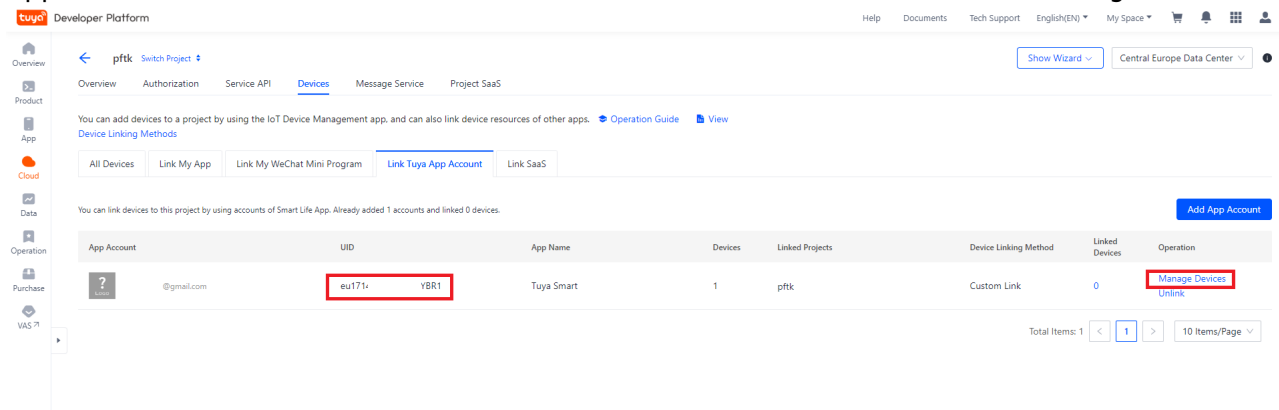 tuya Developer Platform Help Documents Tech Support English(EN) My Space
Overview
Product
App
Cloud
Data
Operation
Purchase
VAS
pftk Switch Project Show Wizard Central Europe Data Center
Overview Authorization Service API Devices Message Service Project SaaS
You can add devices to a project by using the IoT Device Management app, and can also link device resources of other apps. Operation Guide View
Device Linking Methods
All Devices Link My App Link My WeChat Mini Program Link Tuya App Account Link SaaS
You can link devices to this project by using accounts of Smart Life App. Already added 1 accounts and linked 0 devices. Add App Account
App Account UID App Name Devices Linked Projects Device Linking Method Linked Devices Operation
? @gmail.com eu1714 YBR1 Tuya Smart 1 pftk Custom Link 0 Manage Devices
Unlink
Total Items: 1 < 1 > 10 Items/Page